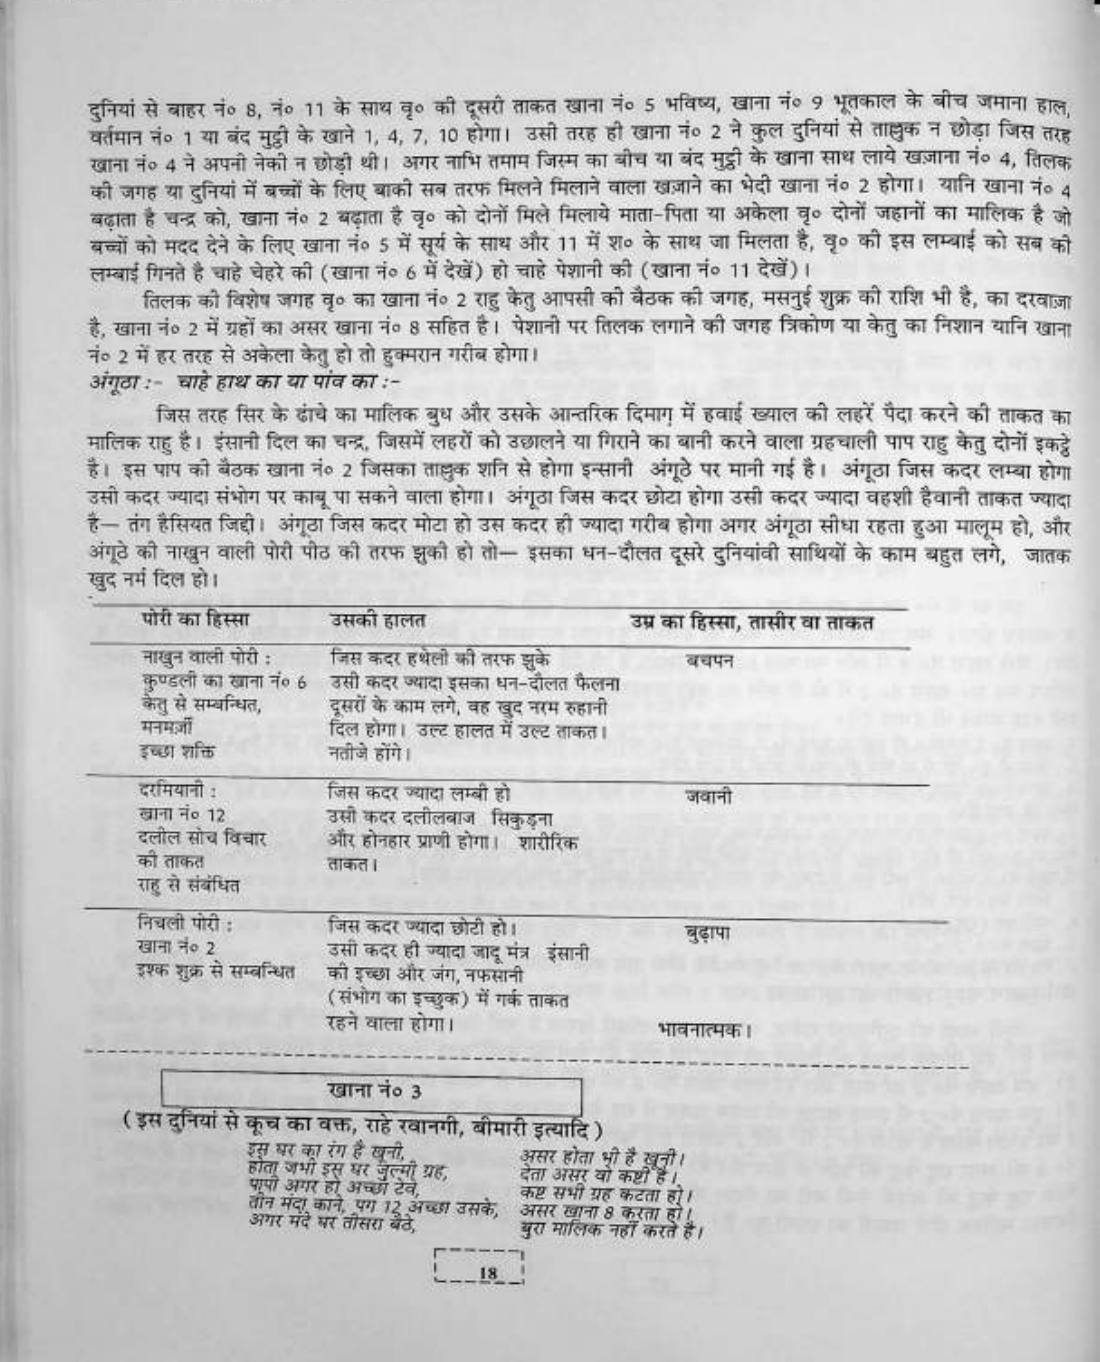 दुनियां से बाहर नं० 8, नं० 11 के साथ वृ० की दूसरी ताकत खाना नं० 5 भविष्य, खाना नं० 9 भूतकाल के बीच जमाना हाल,
वर्तमान नं० 1 या बंद मुट्ठी के खाने 1, 4, 7, 10 होगा। उसी तरह ही खाना नं० 2 ने कुल दुनियां से ताल्लुक न छोड़ा जिस तरह
खाना नं० 4 ने अपनी नेकी न छोड़ी थी। अगर नाभि तमाम जिस्म का बीच या बंद मुट्ठी के खाना साथ लाये खज़ाना नं० 4, तिलक
की जगह या दुनियां में बच्चों के लिए बाकी सब तरफ मिलने मिलाने वाला खज़ाने का भेदी खाना नं० 2 होगा। यानि खाना नं० 4
बढ़ाता है चन्द्र को, खाना नं० 2 बढ़ाता है वृ० को दोनों मिले मिलाये माता-पिता या अकेला वृ० दोनों जहानों का मालिक है जो
बच्चों को मदद देने के लिए खाना नं० 5 में सूर्य के साथ और 11 में श० के साथ जा मिलता है, वृ० की इस लम्बाई को सब की
लम्बाई गिनते है चाहे चेहरे की (खाना नं० 6 में देखें) हो चाहे पेशानी की (खाना नं० 11 देखें)।
तिलक की विशेष जगह वृ० का खाना नं० 2 राहु केतु आपसी की बैठक की जगह, मसनुई शुक्र की राशि भी है, का दरवाज़ा
है, खाना नं० 2 में ग्रहों का असर खाना नं० 8 सहित है। पेशानी पर तिलक लगाने की जगह त्रिकोण या केतु का निशान यानि खाना
नं० 2 में हर तरह से अकेला केतु हो तो हुक्मरान गरीब होगा।
अंगूठा :- चाहे हाथ का या पांव का :-
जिस तरह सिर के ढांचे का मालिक बुध और उसके आन्तरिक दिमाग़ में हवाई ख्याल की लहरें पैदा करने की ताकत का
मालिक राहु है। इंसानी दिल का चन्द्र, जिसमें लहरों को उछालने या गिराने का बानी करने वाला ग्रहचाली पाप राहु केतु दोनों इकट्ठे
है। इस पाप की बैठक खाना नं० 2 जिसका ताल्लुक शनि से होगा इन्सानी अंगूठे पर मानी गई है। अंगूठा जिस कदर लम्बा होगा
उसी कदर ज्यादा संभोग पर काबू पा सकने वाला होगा। अंगूठा जिस कदर छोटा होगा उसी कदर ज्यादा वहशी हैवानी ताकत ज्यादा
है— तंग हैसियत जिद्दी। अंगूठा जिस कदर मोटा हो उस कदर ही ज्यादा गरीब होगा अगर अंगूठा सीधा रहता हुआ मालूम हो, और
अंगूठे की नाखुन वाली पोरी पीठ की तरफ झुकी हो तो— इसका धन-दौलत दूसरे दुनियांवी साथियों के काम बहुत लगे, जातक
खुद नर्म दिल हो।
पोरी का हिस्सा उसकी हालत उम्र का हिस्सा, तासीर वा ताकत
नाखुन वाली पोरी : जिस कदर हथेली की तरफ झुके बचपन
कुण्डली का खाना नं० 6 उसी कदर ज्यादा इसका धन-दौलत फैलना
केतु से सम्बन्धित, दूसरों के काम लगे, वह खुद नरम रुहानी
मनमर्ज़ी दिल होगा। उल्ट हालत में उल्ट ताकत।
इच्छा शक्ति नतीजे होंगे।
दरमियानी : जिस कदर ज्यादा लम्बी हो जवानी
खाना नं० 12 उसी कदर दलीलबाज सिकुड़ना
दलील सोच विचार और होनहार प्राणी होगा। शारीरिक
की ताकत ताकत।
राहु से संबंधित
निचली पोरी : जिस कदर ज्यादा छोटी हो। बुढ़ापा
खाना नं० 2 उसी कदर ही ज्यादा जादू मंत्र इंसानी
इश्क शुक्र से सम्बन्धित की इच्छा और जंग, नफसानी
(संभोग का इच्छुक) में गर्क ताकत
रहने वाला होगा। भावनात्मक।
खाना नं० 3
(इस दुनियां से कूच का वक्त, राहे रवानगी, बीमारी इत्यादि)
इस घर का रंग है खूनी, असर होता भी है खूनी।
होता जभी इस घर जुल्मी ग्रह, देता असर वो कष्टी है।
पापी अगर हो अच्छा टेवे, कष्ट सभी ग्रह कटता हो।
तीन मंदा काने, पग 12 अच्छा उसके, असर खाना 8 करता हो।
अगर मंदे घर तीसरा बैठे, बुरा मालिक नहीं करते है।
18